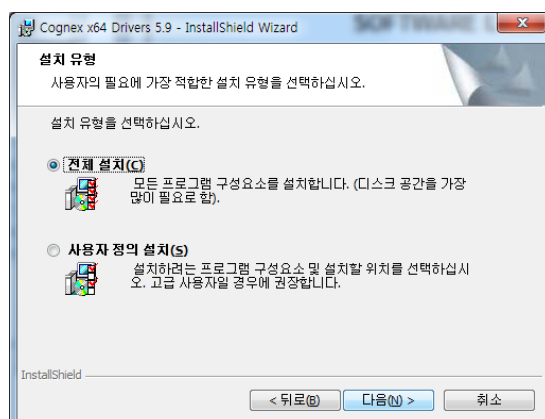 Cognex x64 Drivers 5.9 - InstallShield Wizard
SOFTWARE L
설치 유형
사용자의 필요에 가장 적합한 설치 유형을 선택하십시오.
설치 유형을 선택하십시오.
전체 설치(C)
모든 프로그램 구성요소를 설치합니다. (디스크 공간을 가장
많이 필요로 함).
사용자 정의 설치(S)
설치하려는 프로그램 구성요소 및 설치할 위치를 선택하십시
오. 고급 사용자일 경우에 권장합니다.
InstallShield
< 뒤로(B)
다음(N) >
취소